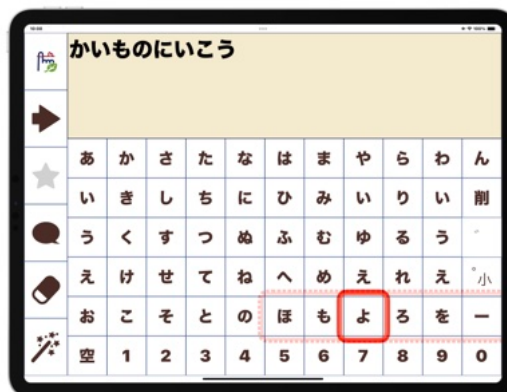 かいものにいこう
あ か さ た な は ま や ら わ ん
い き し ち に ひ み い り い 削
う く す つ ぬ ふ む ゆ る う ゛
え け せ て ね へ め え れ え ゜小
お こ そ と の ほ も よ ろ を ー
空 1 2 3 4 5 6 7 8 9 0